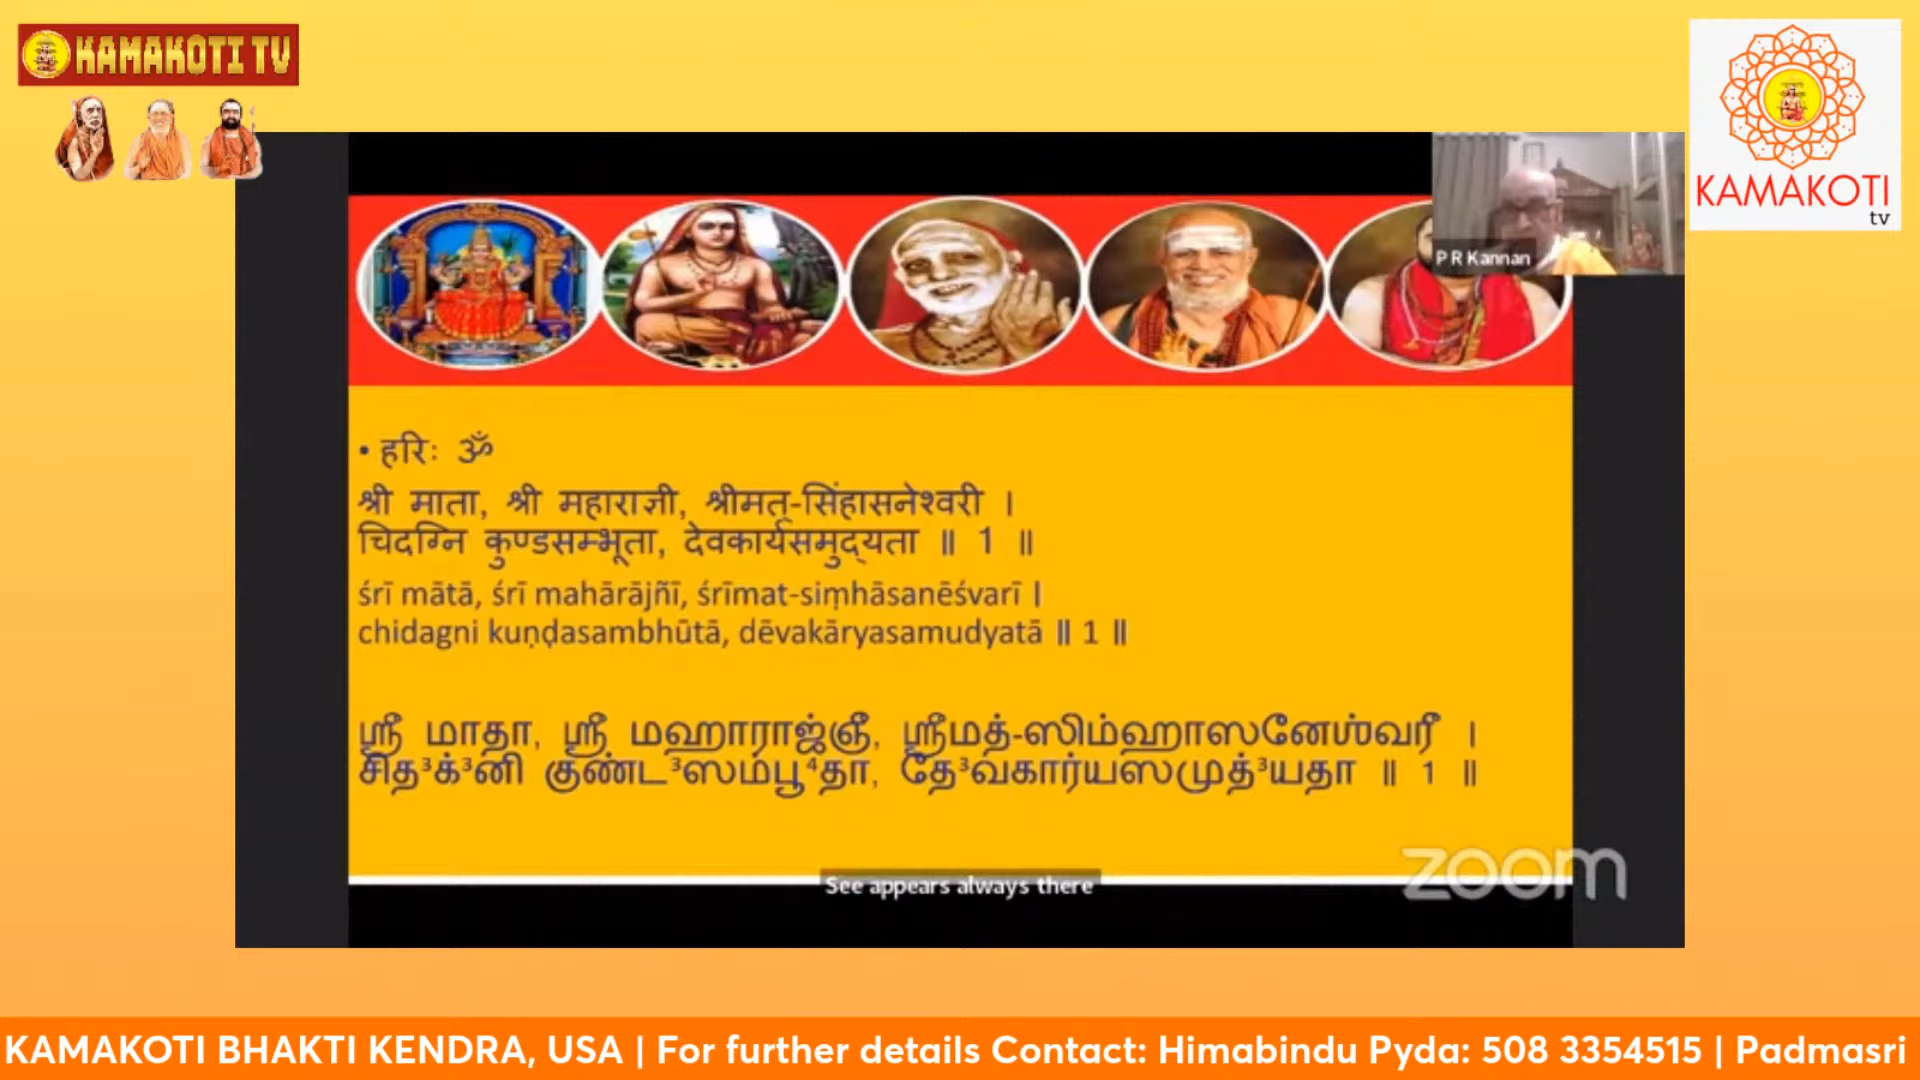 KAMAKOTI TV
KAMAKOTI
tv
P R Kannan
• हरिः ॐ
श्री माता, श्री महाराज्ञी, श्रीमत्-सिंहासनेश्वरी ।
चिदग्नि कुण्डसम्भूता, देवकार्यसमुद्यता ॥ 1 ॥
śrī mātā, śrī mahārājñī, śrīmat-siṃhāsanēśvarī |
chidagni kuṇḍasambhūtā, dēvakāryasamudyatā ॥ 1 ॥
ஶ்ரீ மாதா, ஶ்ரீ மஹாராஜ்ஞீ, ஶ்ரீமத்-ஸிம்ஹாஸனேஶ்வரீ ।
சித³க்³னி குண்ட³ஸம்பூ⁴தா, தே³வகார்யஸமுத்³யதா ॥ 1 ॥
See appears always there
zoom
KAMAKOTI BHAKTI KENDRA, USA | For further details Contact: Himabindu Pyda: 508 3354515 | Padmasri